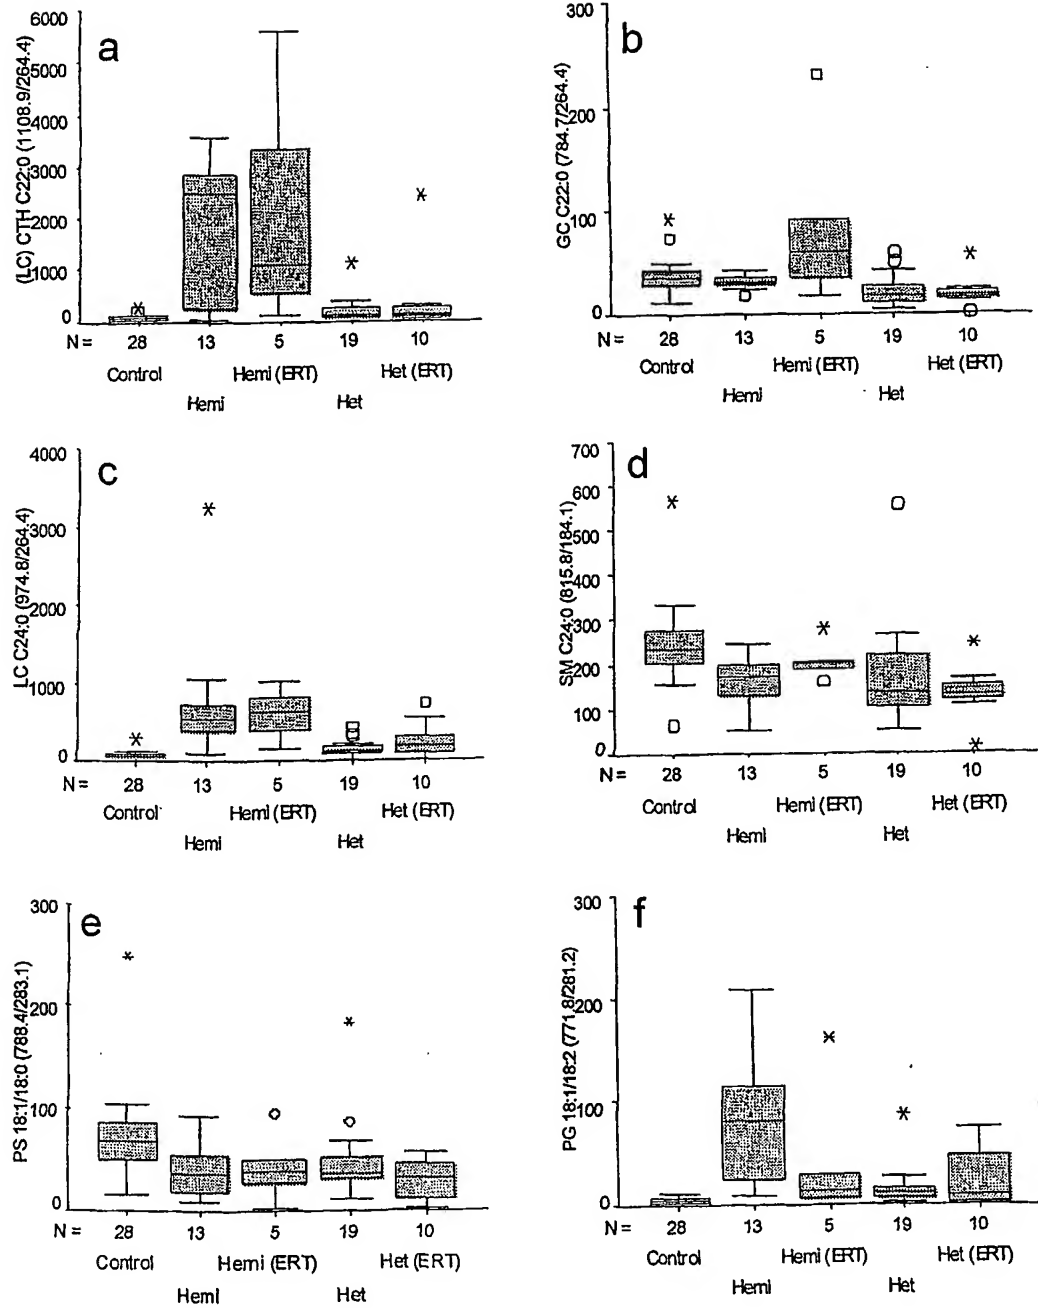 a
(LC) CTH C22:0 (1108.9/264.4)
6000
5000
4000
3000
2000
1000
0
N = 28 13 5 19 10
Control Hemi (ERT) Het (ERT)
Hemi Het
b
GC C22:0 (784.7/264.4)
300
200
100
0
N = 28 13 5 19 10
Control Hemi (ERT) Het (ERT)
Hemi Het
c
LC C24:0 (974.8/264.4)
4000
3000
2000
1000
0
N = 28 13 5 19 10
Control Hemi (ERT) Het (ERT)
Hemi Het
d
SM C24:0 (815.8/184.1)
700
600
500
400
300
200
100
0
N = 28 13 5 19 10
Control Hemi (ERT) Het (ERT)
Hemi Het
e
PS 18:1/18:0 (788.4/283.1)
300
200
100
0
N = 28 13 5 19 10
Control Hemi (ERT) Het (ERT)
Hemi Het
f
PG 18:1/18:2 (771.8/281.2)
300
200
100
0
N = 28 13 5 19 10
Control Hemi (ERT) Het (ERT)
Hemi Het